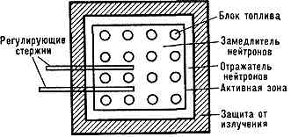 Регулирующие
стержни
Блок топлива
Замедлитель
нейтронов
Отражатель
нейтронов
Активная зона
Защита от
излучения